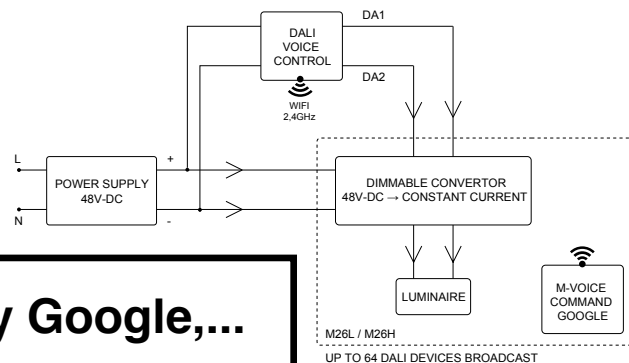 DA1
DALI
VOICE
CONTROL
DA2
WIFI
2,4GHz
L
+
POWER SUPPLY
48V-DC
N
-
DIMMABLE CONVERTOR
48V-DC → CONSTANT CURRENT
LUMINAIRE
M-VOICE
COMMAND
GOOGLE
M26L / M26H
UP TO 64 DALI DEVICES BROADCAST
y Google,...